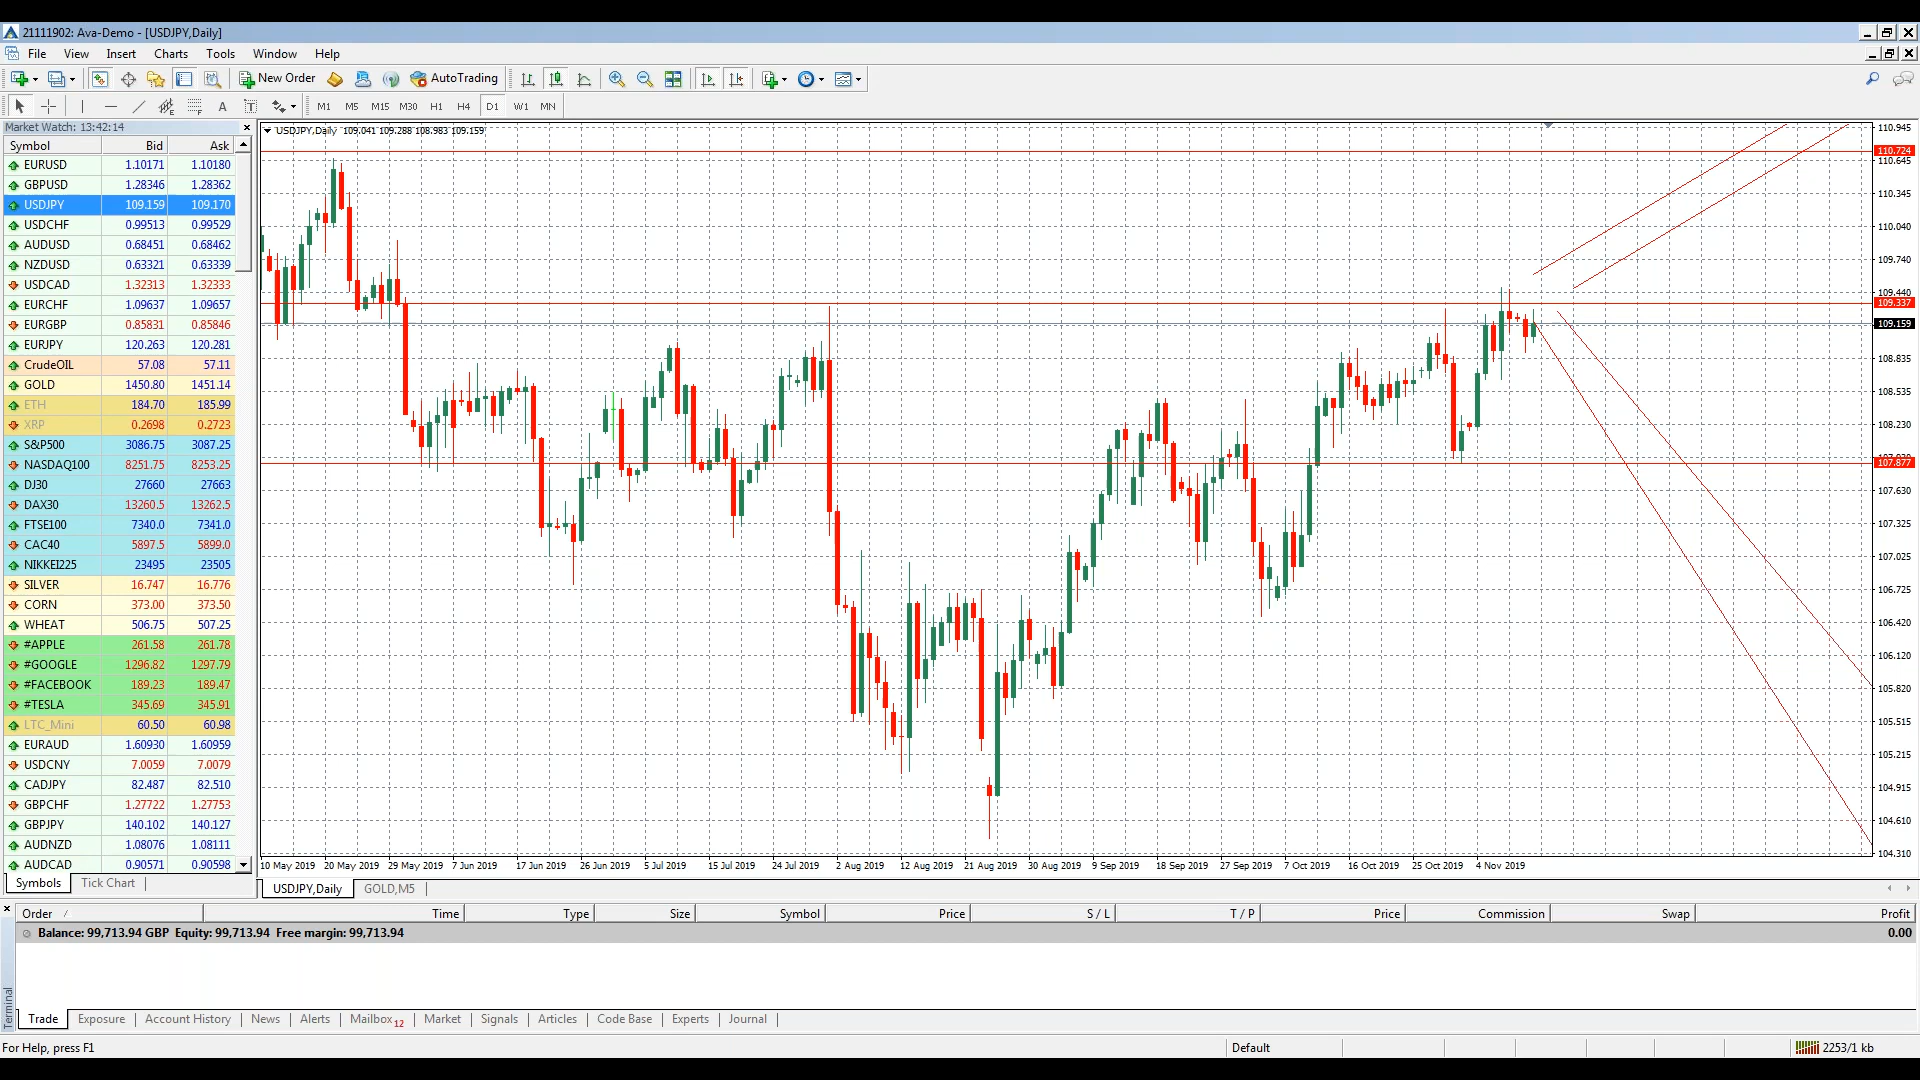 21111902: Ava-Demo - [USDJPY,Daily]
File View Insert Charts Tools Window Help
New Order AutoTrading
A T M1 M5 M15 M30 H1 H4 D1 W1 MN
Market Watch: 13:42:14
Symbol Bid Ask
EURUSD 1.10171 1.10180
GBPUSD 1.28346 1.28362
USDJPY 109.159 109.170
USDCHF 0.99513 0.99529
AUDUSD 0.68451 0.68462
NZDUSD 0.63321 0.63339
USDCAD 1.32313 1.32333
EURCHF 1.09637 1.09657
EURGBP 0.85831 0.85846
EURJPY 120.263 120.281
CrudeOIL 57.08 57.11
GOLD 1450.80 1451.14
ETH 184.70 185.99
XRP 0.2698 0.2723
S&P500 3086.75 3087.25
NASDAQ100 8251.75 8253.25
DJ30 27660 27663
DAX30 13260.5 13262.5
FTSE100 7340.0 7341.0
CAC40 5897.5 5899.0
NIKKEI225 23495 23505
SILVER 16.747 16.776
CORN 373.00 373.50
WHEAT 506.75 507.25
#APPLE 261.58 261.78
#GOOGLE 1296.82 1297.79
#FACEBOOK 189.23 189.47
#TESLA 345.69 345.91
LTC_Mini 60.50 60.98
EURAUD 1.60930 1.60959
USDCNY 7.0059 7.0079
CADJPY 82.487 82.510
GBPCHF 1.27722 1.27753
GBPJPY 140.102 140.127
AUDNZD 1.08076 1.08111
AUDCAD 0.90571 0.90598
Symbols Tick Chart
USDJPY,Daily 109.041 109.288 108.983 109.159
110.945
110.724
110.645
110.345
110.040
109.740
109.440
109.337
109.159
108.835
108.535
108.230
107.877
107.630
107.325
107.025
106.725
106.420
106.120
105.820
105.515
105.215
104.915
104.610
104.310
10 May 2019 20 May 2019 29 May 2019 7 Jun 2019 17 Jun 2019 26 Jun 2019 5 Jul 2019 15 Jul 2019 24 Jul 2019 2 Aug 2019 12 Aug 2019 21 Aug 2019 30 Aug 2019 9 Sep 2019 18 Sep 2019 27 Sep 2019 7 Oct 2019 16 Oct 2019 25 Oct 2019 4 Nov 2019
USDJPY,Daily GOLD,M5
Order / Time Type Size Symbol Price S / L T / P Price Commission Swap Profit
Balance: 99,713.94 GBP Equity: 99,713.94 Free margin: 99,713.94 0.00
Terminal
Trade Exposure Account History News Alerts Mailbox 12 Market Signals Articles Code Base Experts Journal
For Help, press F1 Default 2253/1 kb